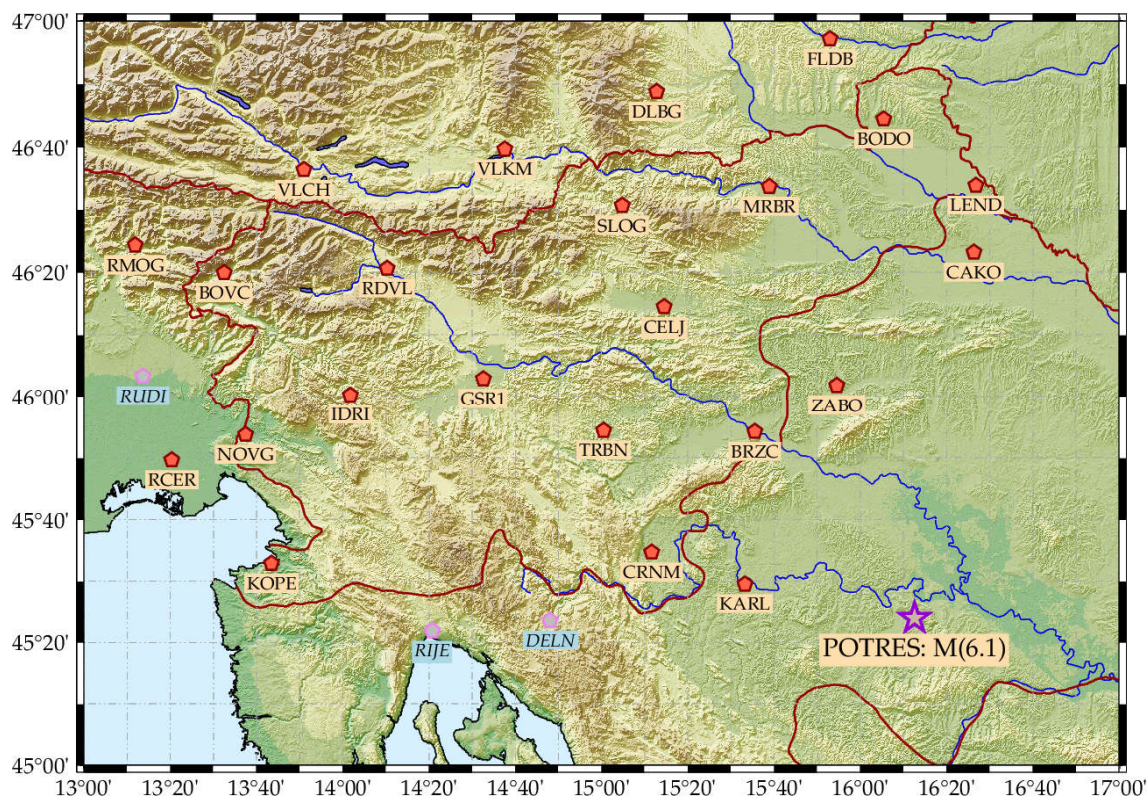 47°00'
46°40'
46°20'
46°00'
45°40'
45°20'
45°00'
FLDB
DLBG
BODO
VLKM
VLCH
MRBR
LEND
SLOG
RMOG
BOVC
RDVL
CAKO
CELJ
RUDI
IDRI
GSR1
ZABO
NOVG
TRBN
BRZC
RCER
KOPE
CRNM
KARL
RIJE
DELN
POTRES: M(6.1)
13°00' 13°20' 13°40' 14°00' 14°20' 14°40' 15°00' 15°20' 15°40' 16°00' 16°20' 16°40' 17°00'